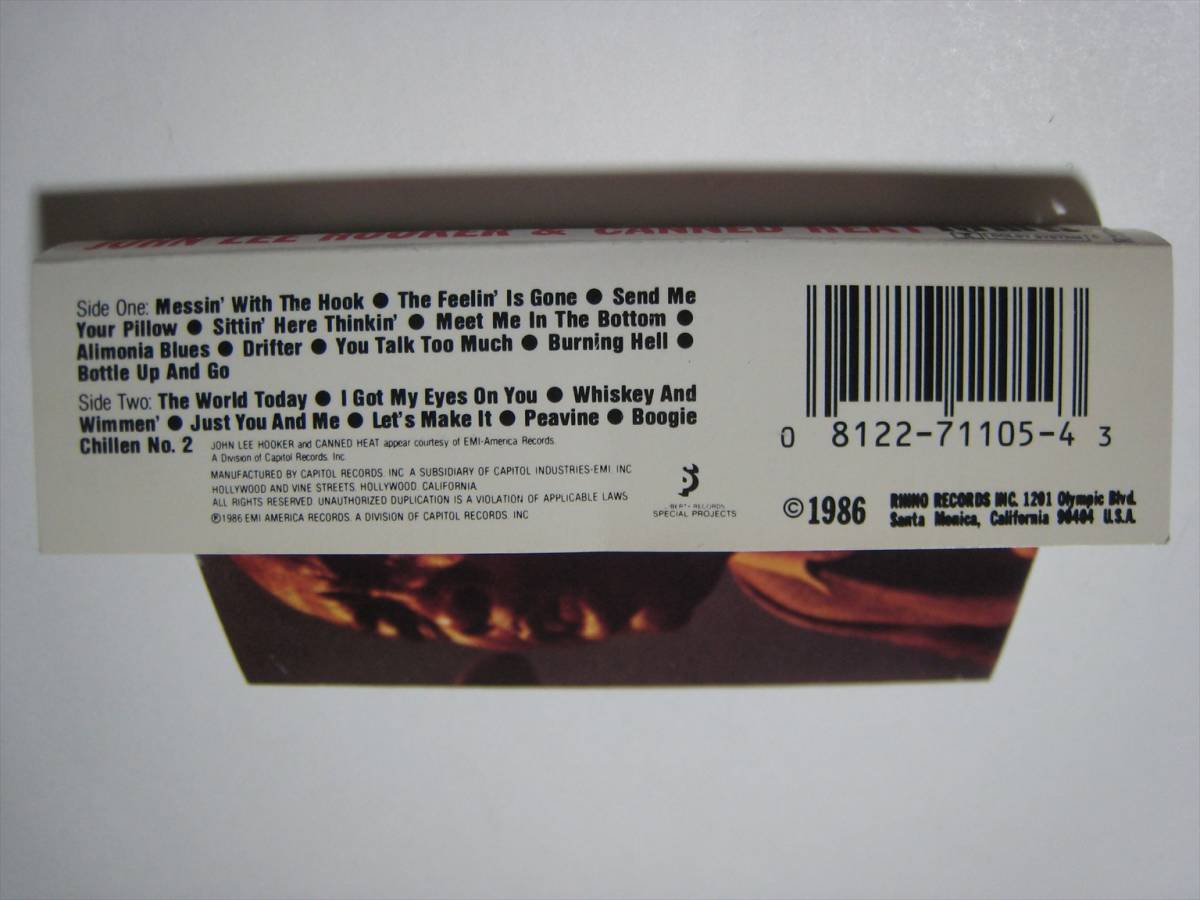 JOHN LEE HOOKER & CANNED HEAT
Side One: Messin' With The Hook ● The Feelin' Is Gone ● Send Me
Your Pillow ● Sittin' Here Thinkin' ● Meet Me In The Bottom ●
Alimonia Blues ● Drifter ● You Talk Too Much ● Burning Hell ●
Bottle Up And Go
Side Two: The World Today ● I Got My Eyes On You ● Whiskey And
Wimmen' ● Just You And Me ● Let's Make It ● Peavine ● Boogie
Chillen No. 2
JOHN LEE HOOKER and CANNED HEAT appear courtesy of EMI-America Records.
A Division of Capitol Records, Inc.
MANUFACTURED BY CAPITOL RECORDS, INC. A SUBSIDIARY OF CAPITOL INDUSTRIES-EMI, INC.
HOLLYWOOD AND VINE STREETS, HOLLYWOOD, CALIFORNIA.
ALL RIGHTS RESERVED. UNAUTHORIZED DUPLICATION IS A VIOLATION OF APPLICABLE LAWS
℗1986 EMI AMERICA RECORDS, A DIVISION OF CAPITOL RECORDS, INC.
LIBERTY RECORDS
SPECIAL PROJECTS
0 8122-71105-4 3
©1986
RHINO RECORDS INC. 1201 Olympic Blvd.
Santa Monica, California 90404 U.S.A.